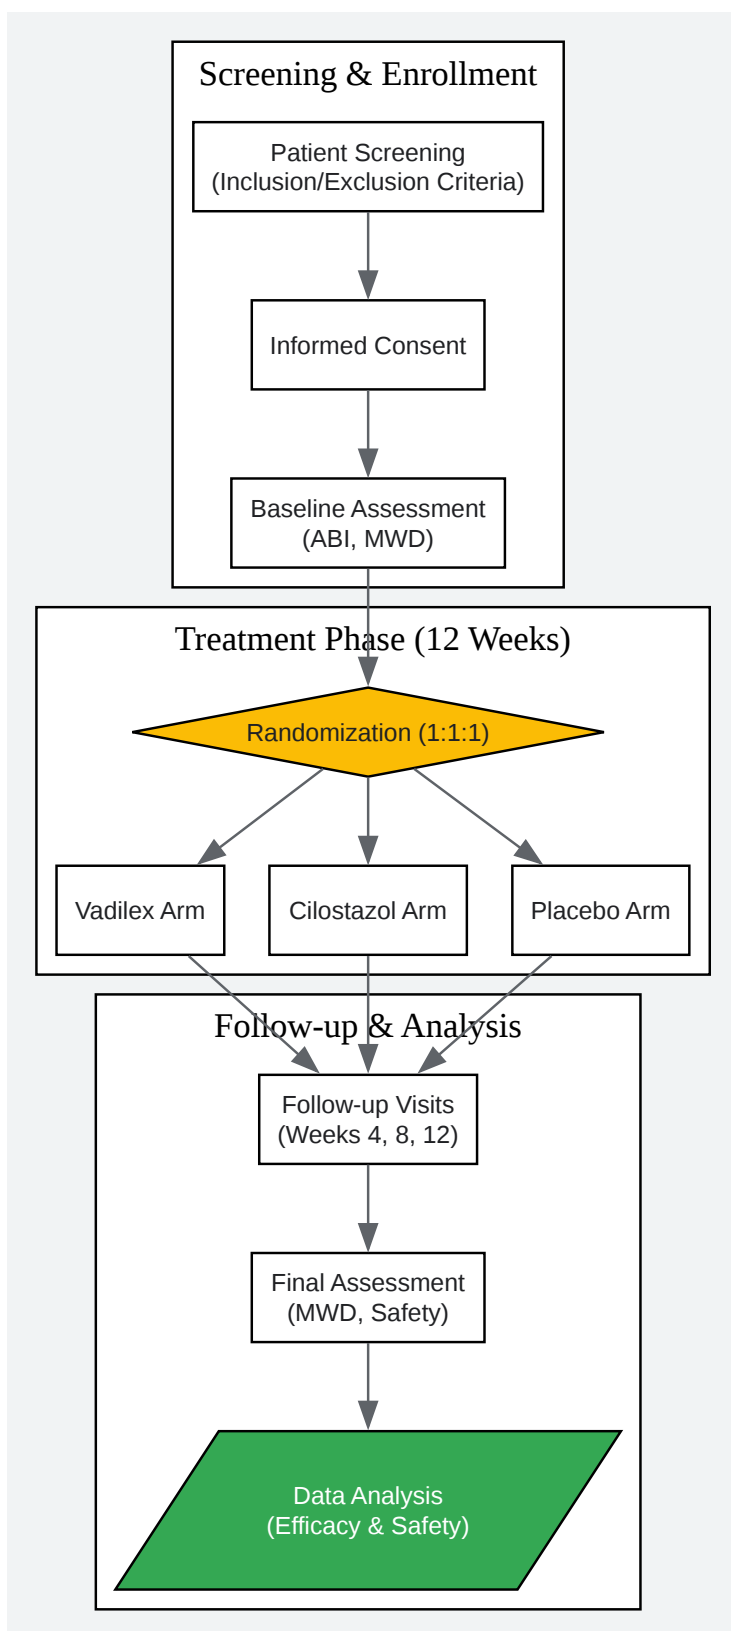 Screening & Enrollment
Patient Screening
(Inclusion/Exclusion Criteria)
Informed Consent
Baseline Assessment
(ABI, MWD)
Treatment Phase (12 Weeks)
Randomization (1:1:1)
Vadilex Arm
Cilostazol Arm
Placebo Arm
Follow-up & Analysis
Follow-up Visits
(Weeks 4, 8, 12)
Final Assessment
(MWD, Safety)
Data Analysis
(Efficacy & Safety)